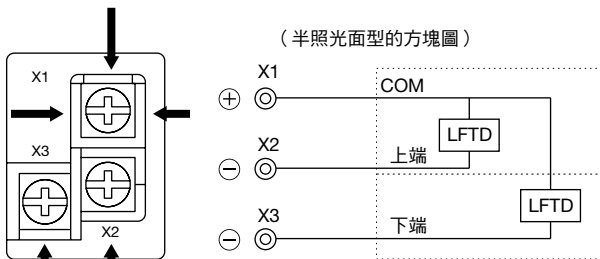 （半照光面型的方塊圖）
X1
X3
X2
⊕ X1 COM
LFTD
⊖ X2 上端
LFTD
⊖ X3 下端